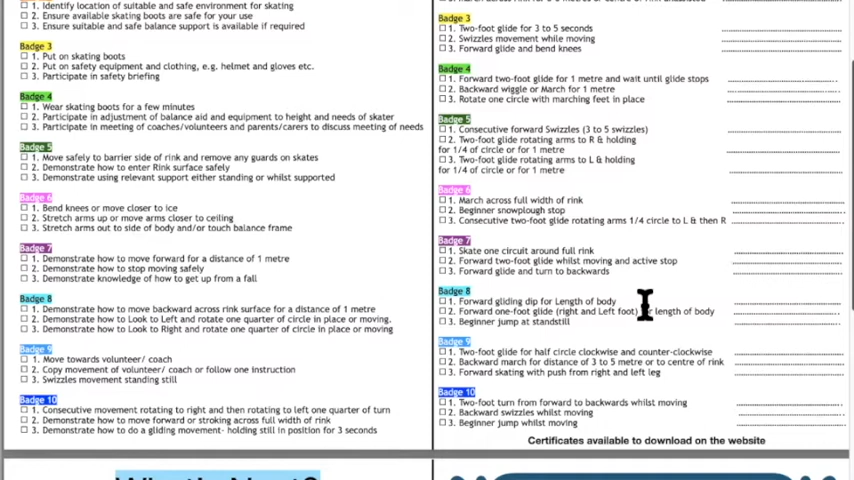 1. Identify location of suitable and safe environment for skating
2. Ensure available skating boots are safe for your use
3. Ensure suitable and safe balance support is available if required
Badge 3
1. Put on skating boots
2. Put on safety equipment and clothing, e.g. helmet and gloves etc.
3. Participate in safety briefing
Badge 4
1. Wear skating boots for a few minutes
2. Participate in adjustment of balance aid and equipment to height and needs of skater
3. Participate in meeting of coaches/volunteers and parents/carers to discuss meeting of needs
Badge 5
1. Move safely to barrier side of rink and remove any guards on skates
2. Demonstrate how to enter Rink surface safely
3. Demonstrate using relevant support either standing or whilst supported
Badge 6
1. Bend knees or move closer to ice
2. Stretch arms up or move arms closer to ceiling
3. Stretch arms out to side of body and/or touch balance frame
Badge 7
1. Demonstrate how to move forward for a distance of 1 metre
2. Demonstrate how to stop moving safely
3. Demonstrate knowledge of how to get up from a fall
Badge 8
1. Demonstrate how to move backward across rink surface for a distance of 1 metre
2. Demonstrate how to Look to Left and rotate one quarter of circle in place or moving.
3. Demonstrate how to Look to Right and rotate one quarter of circle in place or moving
Badge 9
1. Move towards volunteer/ coach
2. Copy movement of volunteer/ coach or follow one instruction
3. Swizzles movement standing still
Badge 10
1. Consecutive movement rotating to right and then rotating to left one quarter of turn
2. Demonstrate how to move forward or stroking across full width of rink
3. Demonstrate how to do a gliding movement- holding still in position for 3 seconds
Badge 3
1. Two-foot glide for 3 to 5 seconds
2. Swizzles movement while moving
3. Forward glide and bend knees
Badge 4
1. Forward two-foot glide for 1 metre and wait until glide stops
2. Backward wiggle or March for 1 metre
3. Rotate one circle with marching feet in place
Badge 5
1. Consecutive forward Swizzles (3 to 5 swizzles)
2. Two-foot glide rotating arms to R & holding
for 1/4 of circle or for 1 metre
3. Two-foot glide rotating arms to L & holding
for 1/4 of circle or for 1 metre
Badge 6
1. March across full width of rink
2. Beginner snowplough stop
3. Consecutive two-foot glide rotating arms 1/4 circle to L & then R
Badge 7
1. Skate one circuit around full rink
2. Forward two-foot glide whilst moving and active stop
3. Forward glide and turn to backwards
Badge 8
1. Forward gliding dip for Length of body
2. Forward one-foot glide (right and Left foot) length of body
3. Beginner jump at standstill
Badge 9
1. Two-foot glide for half circle clockwise and counter-clockwise
2. Backward march for distance of 3 to 5 metre or to centre of rink
3. Forward skating with push from right and left leg
Badge 10
1. Two-foot turn from forward to backwards whilst moving
2. Backward swizzles whilst moving
3. Beginner jump whilst moving
Certificates available to download on the website